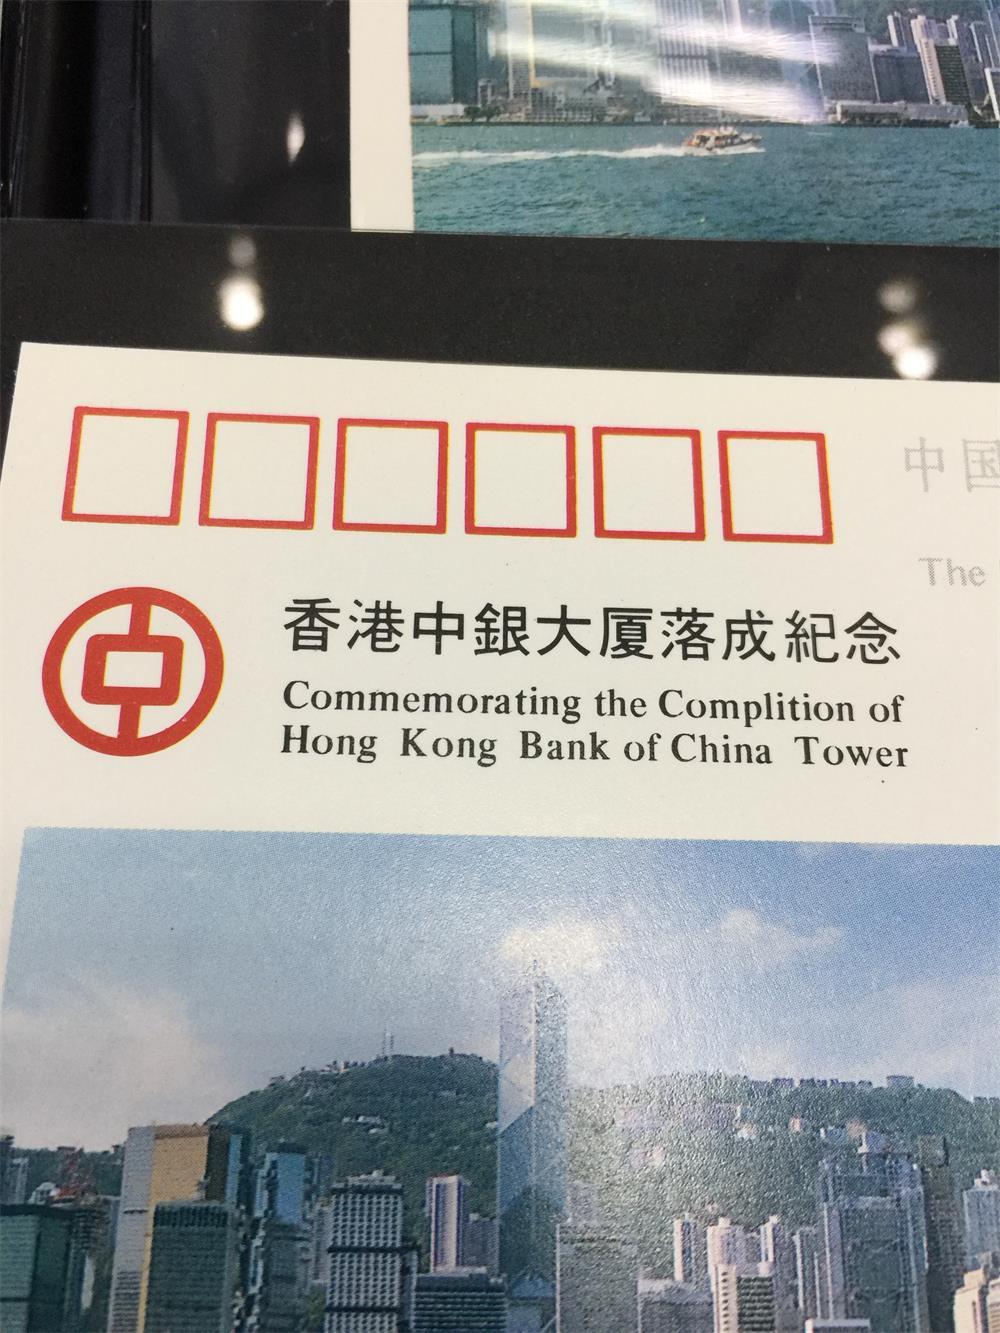 中国
The
香港中銀大厦落成紀念
Commemorating the Complition of
Hong Kong Bank of China Tower